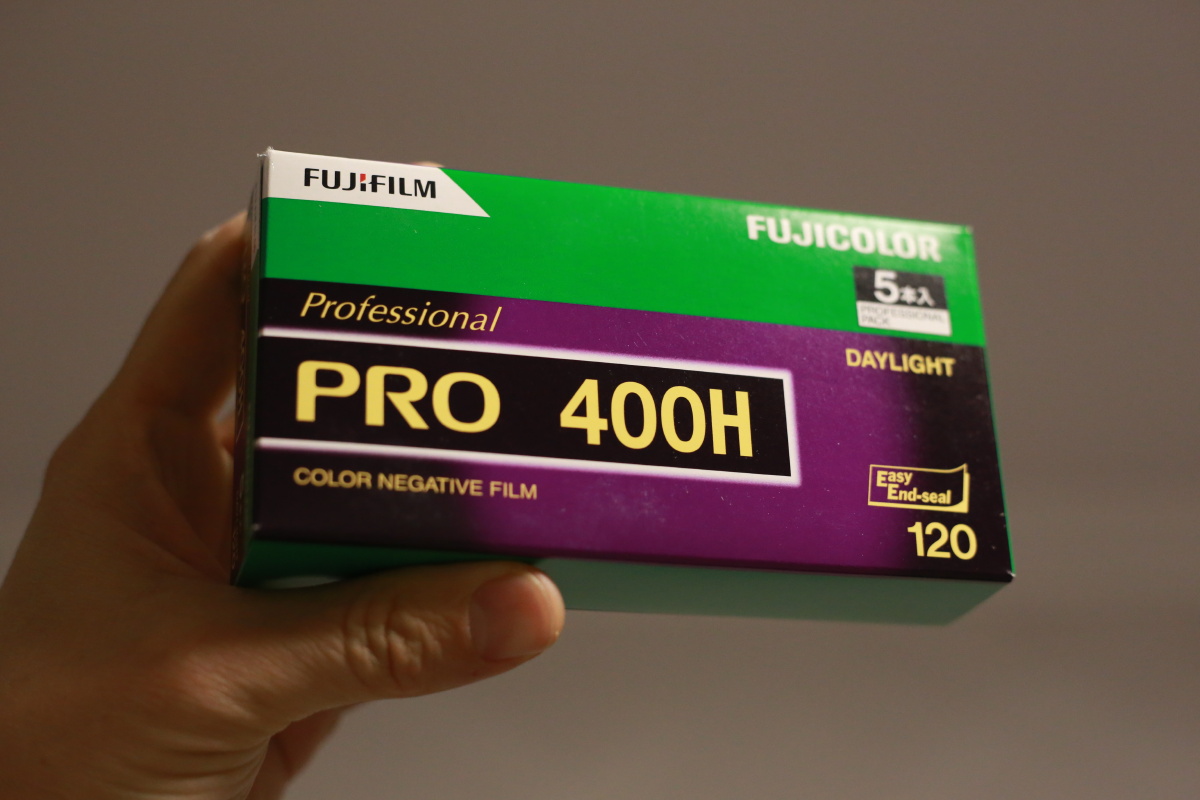 FUJIFILM
FUJICOLOR
5本入
PROFESSIONAL
PACK
Professional
DAYLIGHT
PRO 400H
COLOR NEGATIVE FILM
Easy
End-seal
120